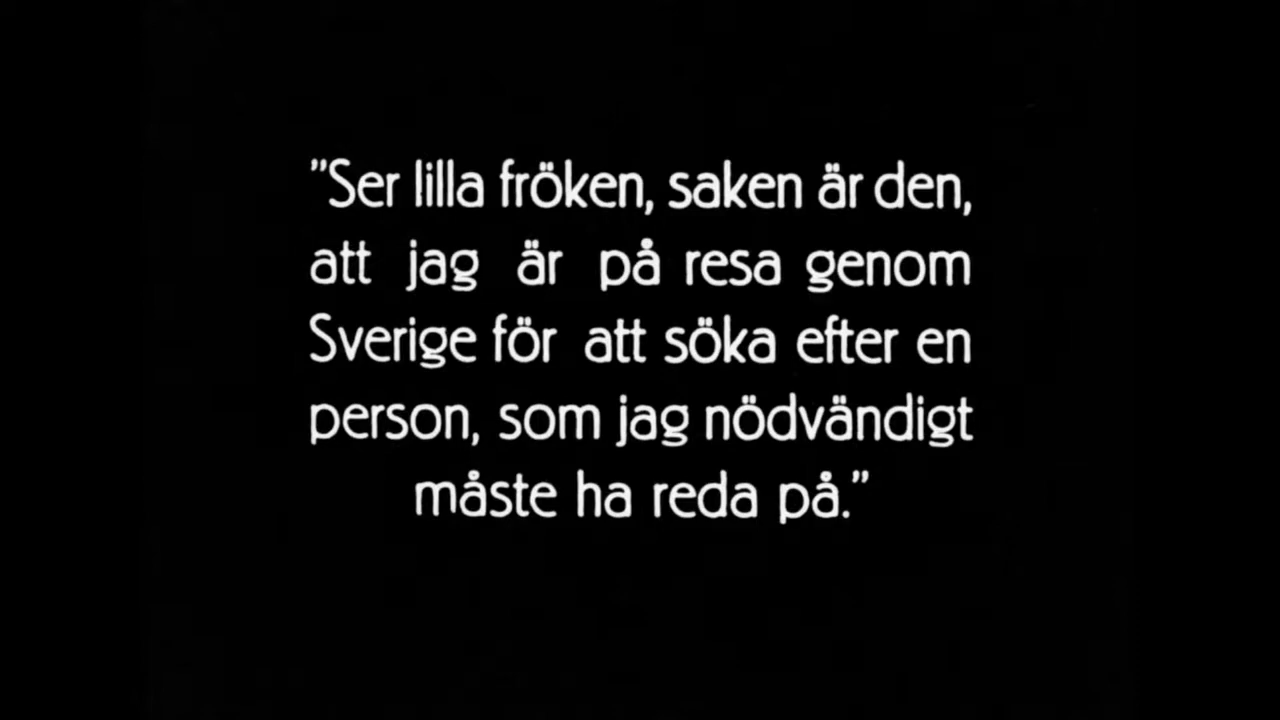 ”Ser lilla fröken, saken är den,
att jag är på resa genom
Sverige för att söka efter en
person, som jag nödvändigt
måste ha reda på.”